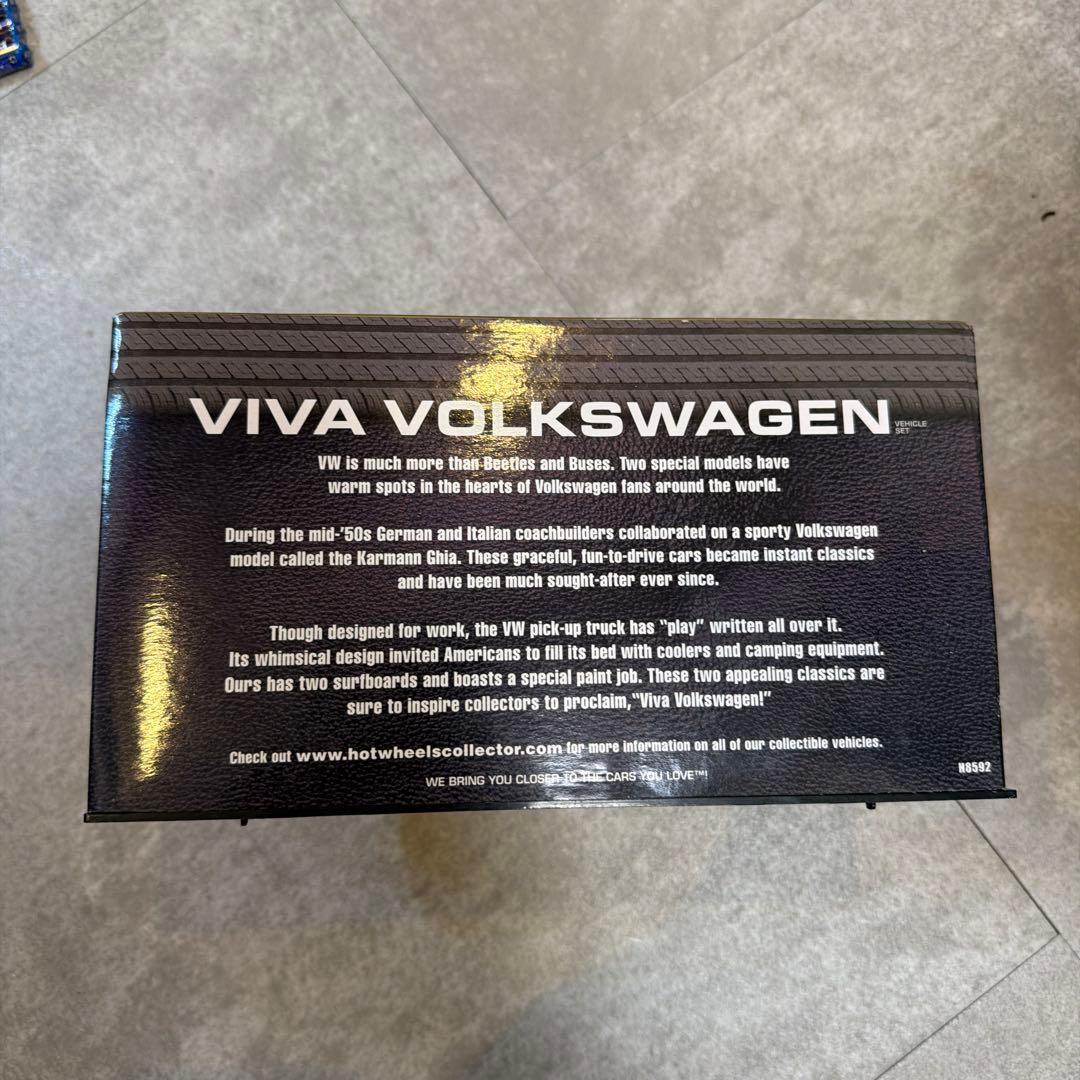 VIVA VOLKSWAGEN VEHICLE SET
VW is much more than Beetles and Buses. Two special models have
warm spots in the hearts of Volkswagen fans around the world.
During the mid-'50s German and Italian coachbuilders collaborated on a sporty Volkswagen
model called the Karmann Ghia. These graceful, fun-to-drive cars became instant classics
and have been much sought-after ever since.
Though designed for work, the VW pick-up truck has "play" written all over it.
Its whimsical design invited Americans to fill its bed with coolers and camping equipment.
Ours has two surfboards and boasts a special paint job. These two appealing classics are
sure to inspire collectors to proclaim,"Viva Volkswagen!"
Check out www.hotwheelscollector.com for more information on all of our collectible vehicles.
WE BRING YOU CLOSER TO THE CARS YOU LOVE™!
H8592